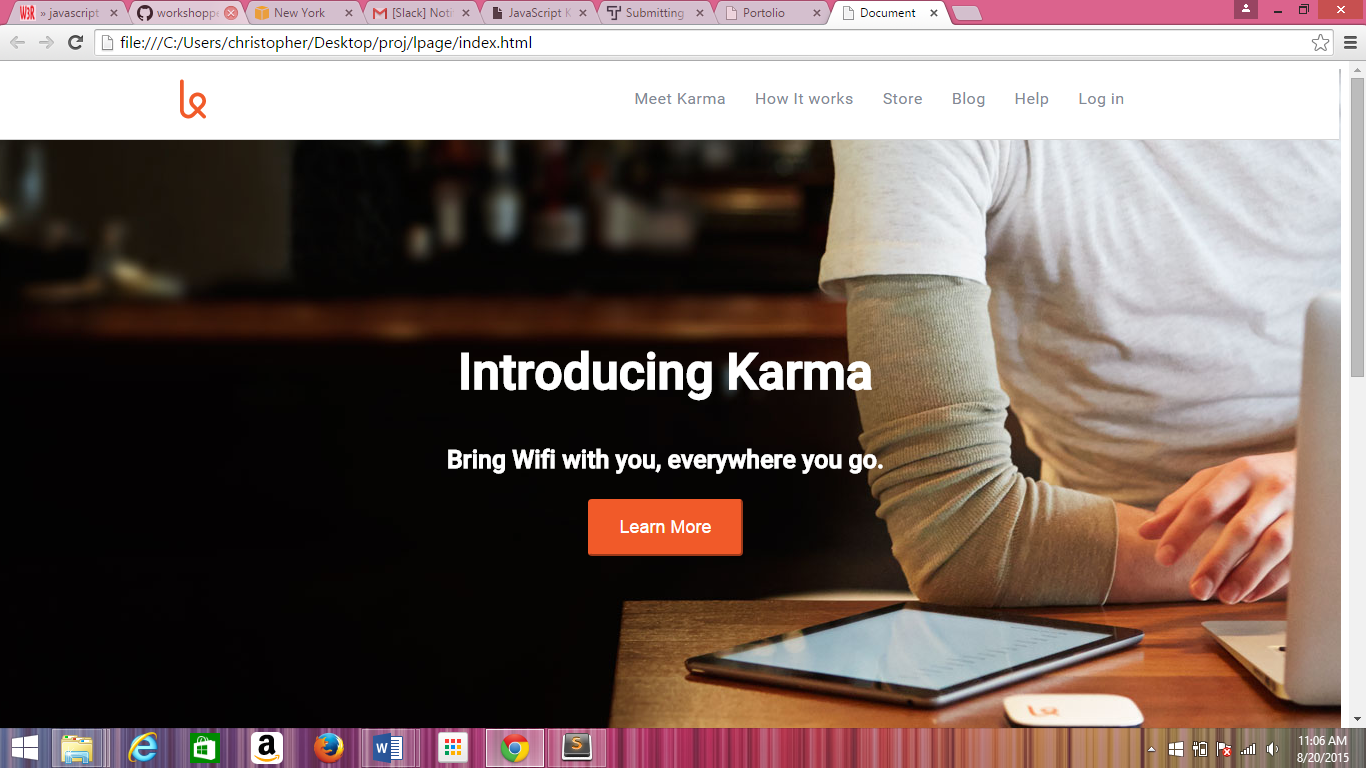 W3R » javascript
workshoppe
New York
[Slack] Noti
JavaScript K
Submitting
Portolio
Document
file:///C:/Users/christopher/Desktop/proj/lpage/index.html
Meet Karma How It works Store Blog Help Log in
Introducing Karma
Bring Wifi with you, everywhere you go.
Learn More
11:06 AM
8/20/2015